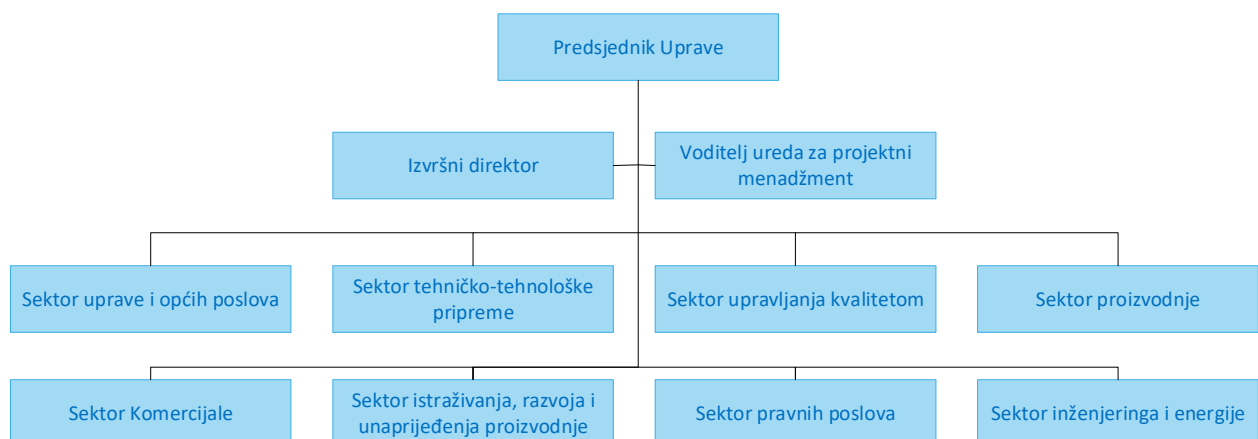 Predsjednik Uprave
Izvršni direktor
Voditelj ureda za projektni
menadžment
Sektor uprave i općih poslova
Sektor tehničko-tehnološke
pripreme
Sektor upravljanja kvalitetom
Sektor proizvodnje
Sektor Komercijale
Sektor istraživanja, razvoja i
unaprijeđenja proizvodnje
Sektor pravnih poslova
Sektor inženjeringa i energije